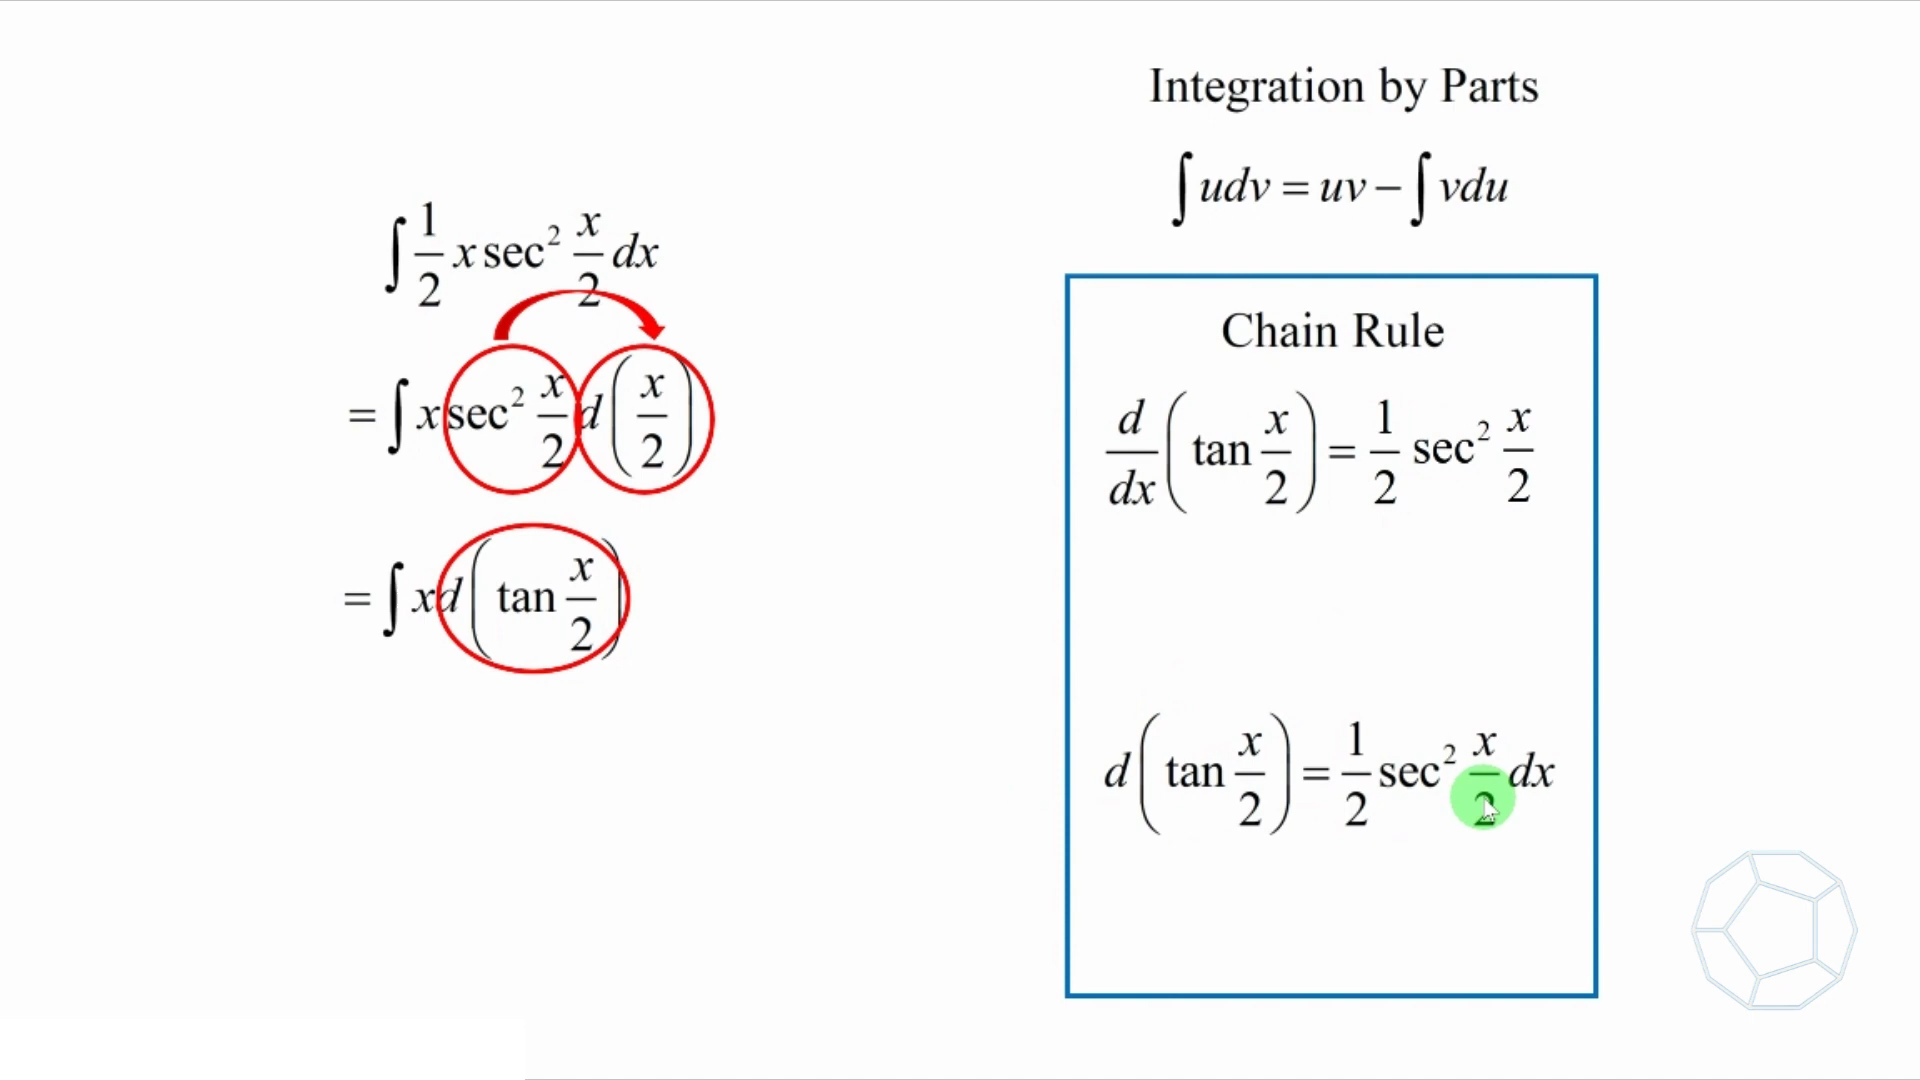 ∫ 1/2 x sec² x/2 dx
= ∫ x sec² x/2 d(x/2)
= ∫ xd(tan x/2)
Integration by Parts
∫ udv = uv − ∫ vdu
Chain Rule
d/dx (tan x/2) = 1/2 sec² x/2
d(tan x/2) = 1/2 sec² x/2 dx